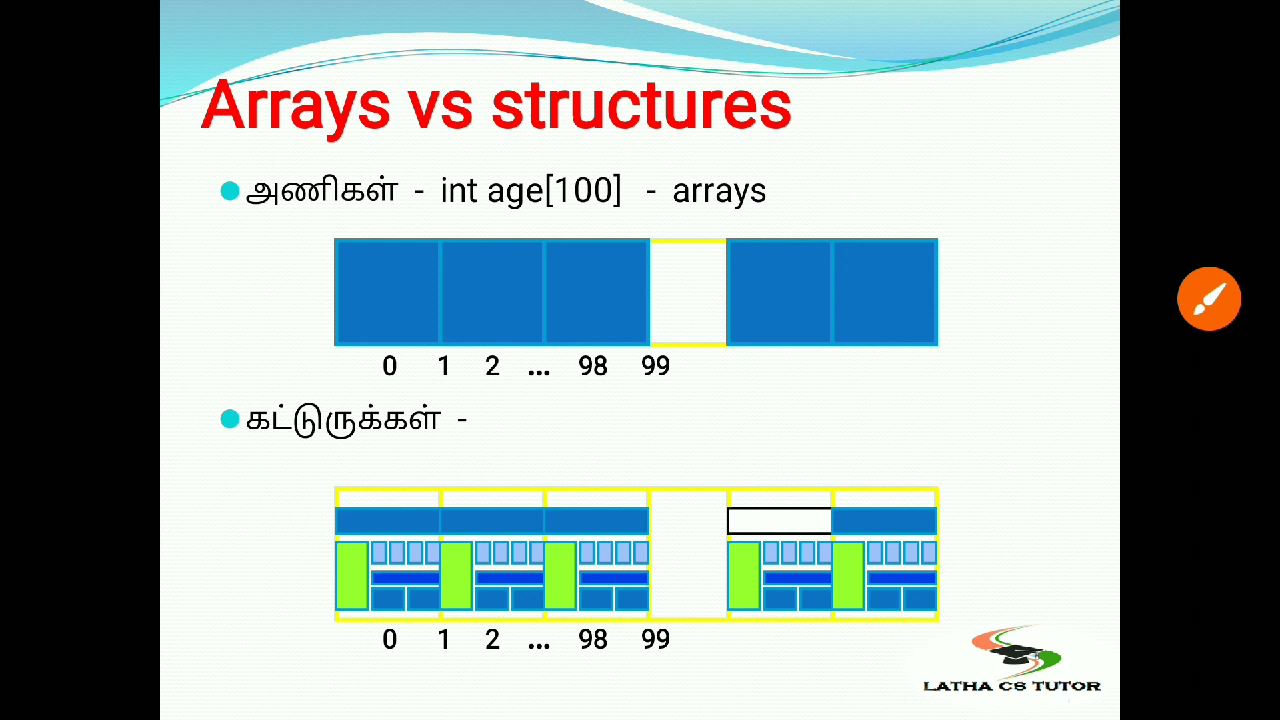 Arrays vs structures
அணிகள் - int age[100] - arrays
0 1 2 ... 98 99
கட்டுருக்கள் -
0 1 2 ... 98 99
LATHA CS TUTOR